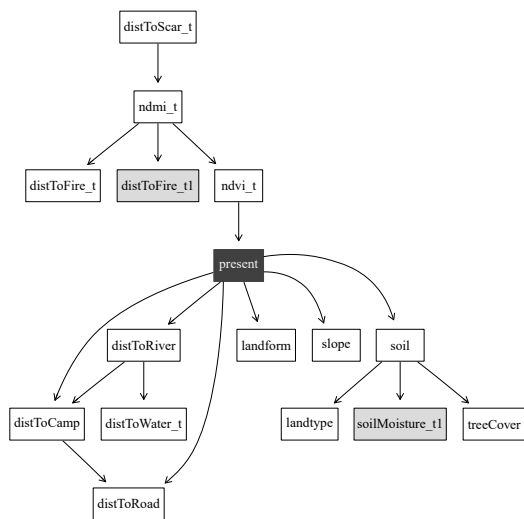 distToScar_t
ndmi_t
distToFire_t
distToFire_t1
ndvi_t
present
distToRiver
landform
slope
soil
distToCamp
distToWater_t
landtype
soilMoisture_t1
treeCover
distToRoad